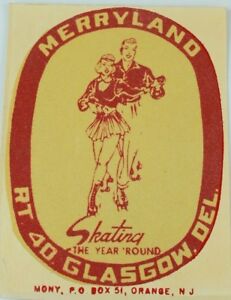 MERRYLAND
Skating
THE YEAR 'ROUND
RT. 40 GLASGOW, DEL.
MONY, P.O BOX 51, ORANGE, N J